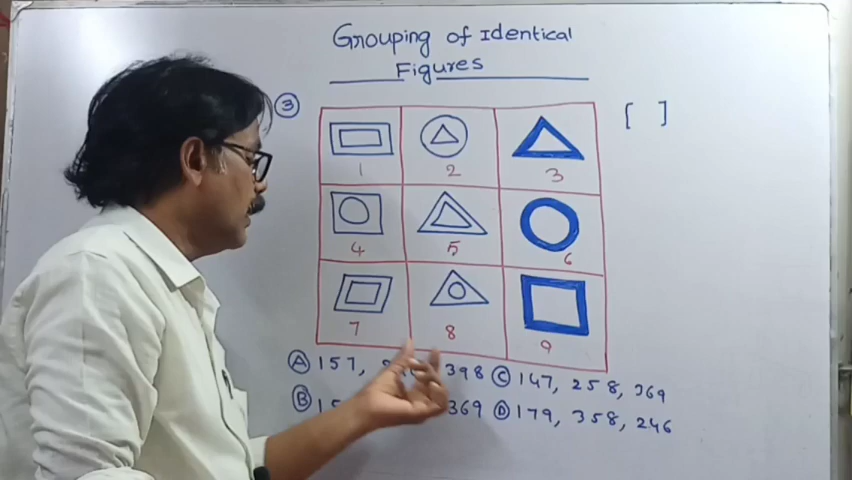 Grouping of Identical
Figures
3 [ ]
1 2 3
4 5 6
7 8 9
A 157, 398 C 147, 258, 369
B 369 D 179, 358, 246